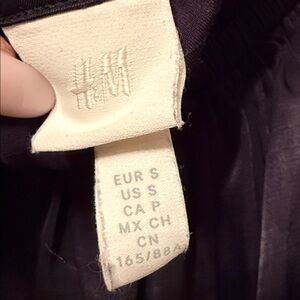 H&M
EUR S
US S
CA P
MX CH
CN
165/88A